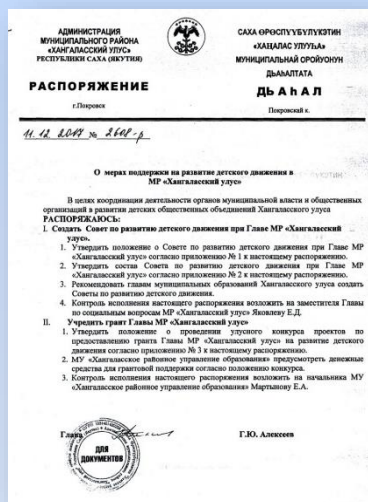 АДМИНИСТРАЦИЯ
МУНИЦИПАЛЬНОГО РАЙОНА
«ХАНГАЛАССКИЙ УЛУС»
РЕСПУБЛИКИ САХА (ЯКУТИЯ)
РАСПОРЯЖЕНИЕ
г.Покровск
САХА ӨРӨСПҮҮБҮЛҮКЭТИН
«ХАҤАЛАС УЛУУҺА»
МУНИЦИПАЛЬНАЙ ОРОЙУОНУН
ДЬАҺАЛТАТА
ДЬАҺАЛ
Покровскай к.
11.12.2017 № 2608-р
О мерах поддержки на развитие детского движения в
МР «Хангаласский улус»
В целях координации деятельности органов муниципальной власти и общественных
организаций в развитии детских общественных объединений Хангаласского улуса
РАСПОРЯЖАЮСЬ:
I. Создать Совет по развитию детского движения при Главе МР «Хангаласский
улус».
1. Утвердить положение о Совете по развитию детского движения при Главе МР
«Хангаласский улус» согласно приложению № 1 к настоящему распоряжению.
2. Утвердить состав Совета по развитию детского движения при Главе МР
«Хангаласский улус» согласно приложению № 2 к настоящему распоряжению.
3. Рекомендовать главам муниципальных образований Хангаласского улуса создать
Советы по развитию детского движения.
4. Контроль исполнения настоящего распоряжения возложить на заместителя Главы
по социальным вопросам МР «Хангаласский улус» Яковлеву Е.Д.
II. Учредить грант Главы МР «Хангаласский улус»
1. Утвердить положение о проведении улусного конкурса проектов по
предоставлению гранта Главы МР «Хангаласский улус» на развитие детского
движения согласно приложению № 3 к настоящему распоряжению.
2. МУ «Хангаласское районное управление образования» предусмотреть денежные
средства для грантовой поддержки согласно положению конкурса.
3. Контроль исполнения настоящего распоряжения возложить на начальника МУ
«Хангаласское районное управление образования» Мартынову Е.А.
Глава
Г.Ю. Алексеев
ДЛЯ
ДОКУМЕНТОВ